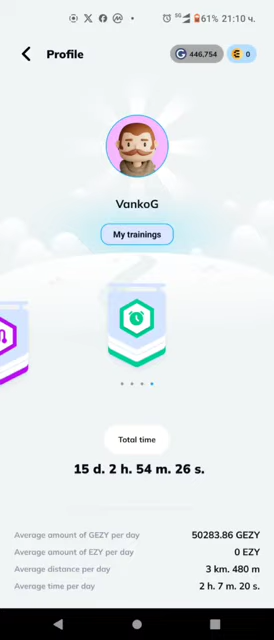 5G 61% 21:10 ч.
Profile
446,754
0
VankoG
My trainings
Total time
15 d. 2 h. 54 m. 26 s.
Average amount of GEZY per day 50283.86 GEZY
Average amount of EZY per day 0 EZY
Average distance per day 3 km. 480 m
Average time per day 2 h. 7 m. 20 s.